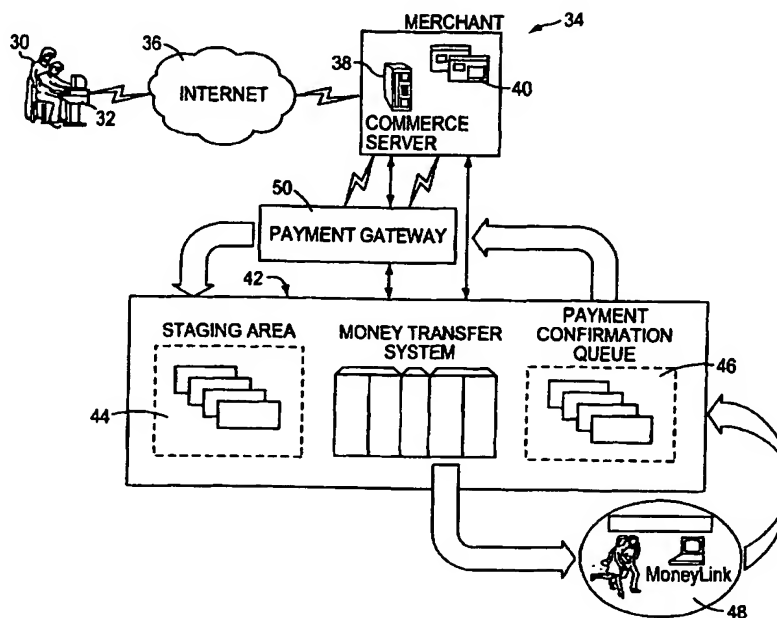 MERCHANT
34
30
36
38
32
INTERNET
40
COMMERCE
SERVER
50
PAYMENT GATEWAY
42
STAGING AREA
MONEY TRANSFER
SYSTEM
PAYMENT
CONFIRMATION
QUEUE
46
44
MoneyLink
48